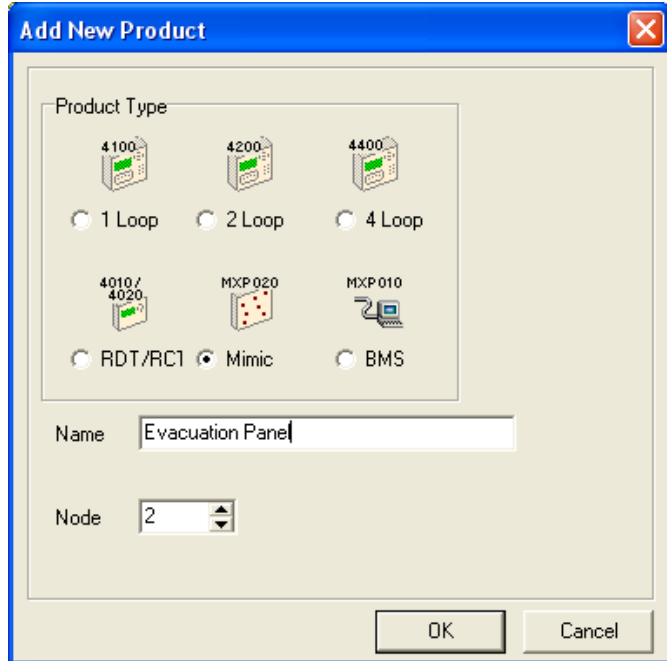 Add New Product
Product Type
4100 4200 4400
1 Loop 2 Loop 4 Loop
4010/ MXP020 MXP010
4020
RDT/RCT Mimic BMS
Name Evacuation Panel
Node 2
OK Cancel